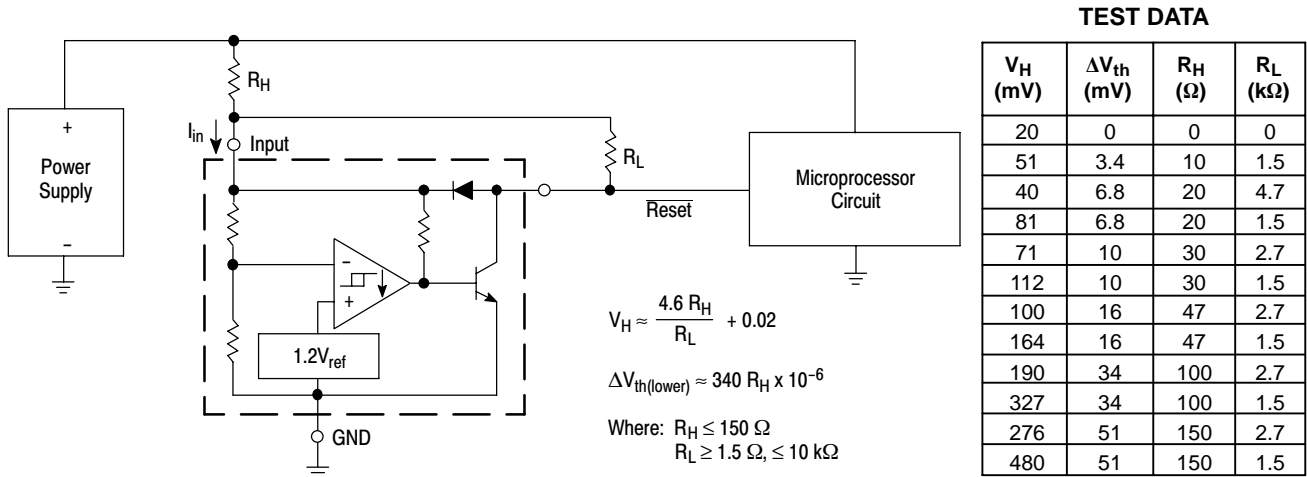 R_H
I_in
Input
+
Power
Supply
−
R_L
Reset
Microprocessor
Circuit
−
+
1.2V_ref
GND
V_H ≈ 4.6 R_H / R_L + 0.02
ΔV_th(lower) ≈ 340 R_H x 10^−6
Where: R_H ≤ 150 Ω
R_L ≥ 1.5 Ω, ≤ 10 kΩ
TEST DATA
V_H (mV) ΔV_th (mV) R_H (Ω) R_L (kΩ)
20 0 0 0
51 3.4 10 1.5
40 6.8 20 4.7
81 6.8 20 1.5
71 10 30 2.7
112 10 30 1.5
100 16 47 2.7
164 16 47 1.5
190 34 100 2.7
327 34 100 1.5
276 51 150 2.7
480 51 150 1.5